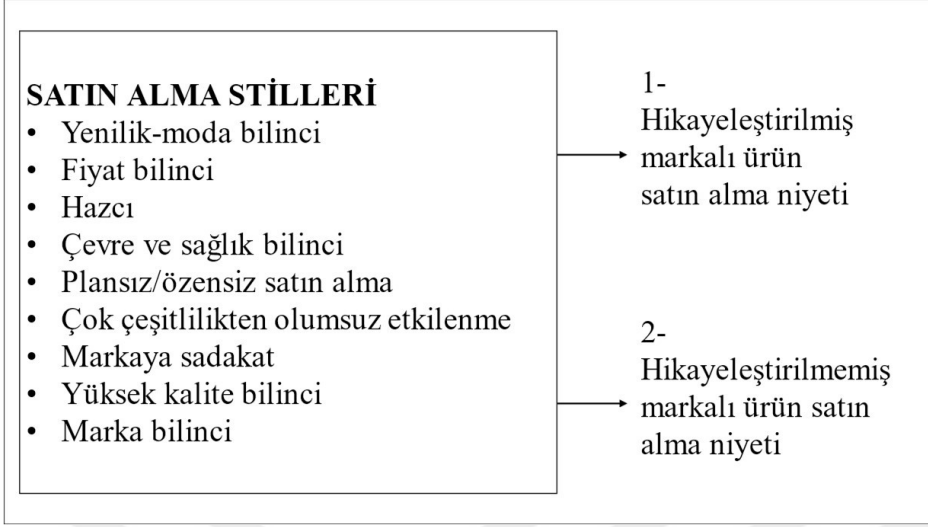 SATIN ALMA STİLLERİ
• Yenilik-moda bilinci
• Fiyat bilinci
• Hazcı
• Çevre ve sağlık bilinci
• Plansız/özensiz satın alma
• Çok çeşitlilikten olumsuz etkilenme
• Markaya sadakat
• Yüksek kalite bilinci
• Marka bilinci
1-
Hikayeleştirilmiş
markalı ürün
satın alma niyeti
2-
Hikayeleştirilmemiş
markalı ürün satın
alma niyeti